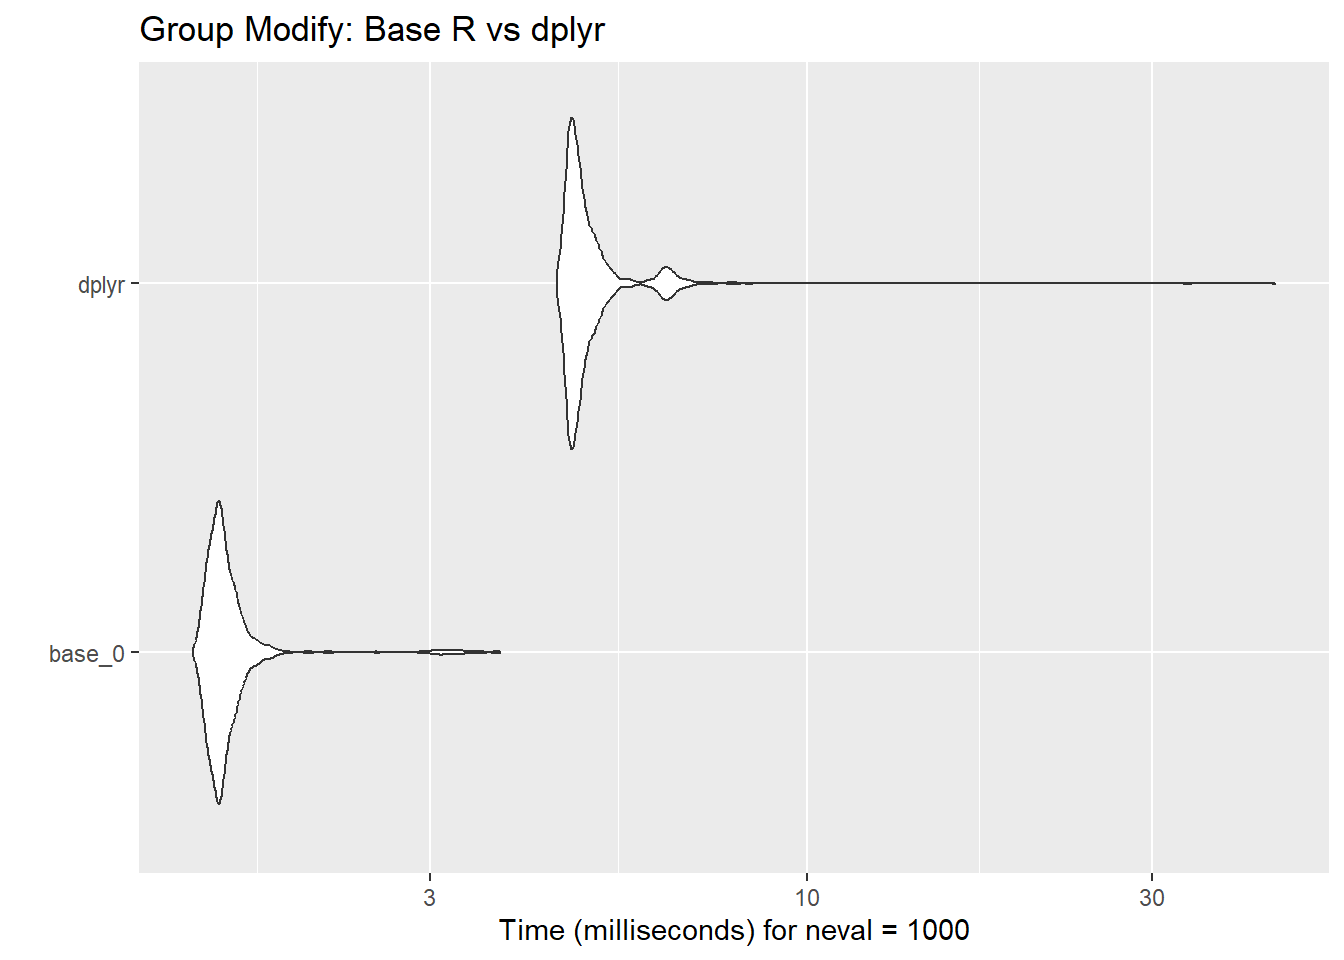 Group Modify: Base R vs dplyr
dplyr
base_0
3 10 30
Time (milliseconds) for neval = 1000